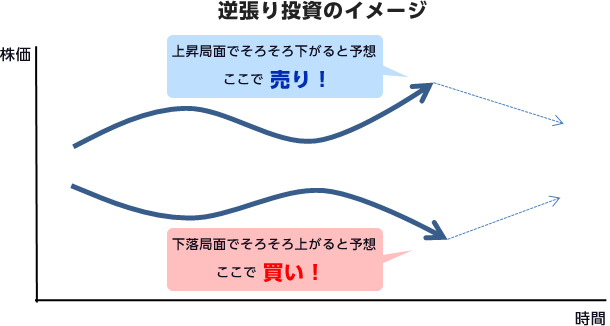 逆張り投資のイメージ
株価
上昇局面でそろそろ下がると予想
ここで 売り！
下落局面でそろそろ上がると予想
ここで 買い！
時間